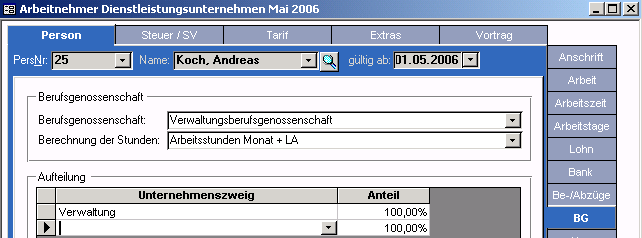 Arbeitnehmer Dienstleistungsunternehmen Mai 2006
Person Steuer / SV Tarif Extras Vortrag
PersNr: 25 Name: Koch, Andreas gültig ab: 01.05.2006
Anschrift
Arbeit
Arbeitszeit
Arbeitstage
Lohn
Bank
Be-/Abzüge
BG
Berufsgenossenschaft
Berufsgenossenschaft: Verwaltungsberufsgenossenschaft
Berechnung der Stunden: Arbeitsstunden Monat + LA
Aufteilung
Unternehmenszweig Anteil
Verwaltung 100,00%
100,00%